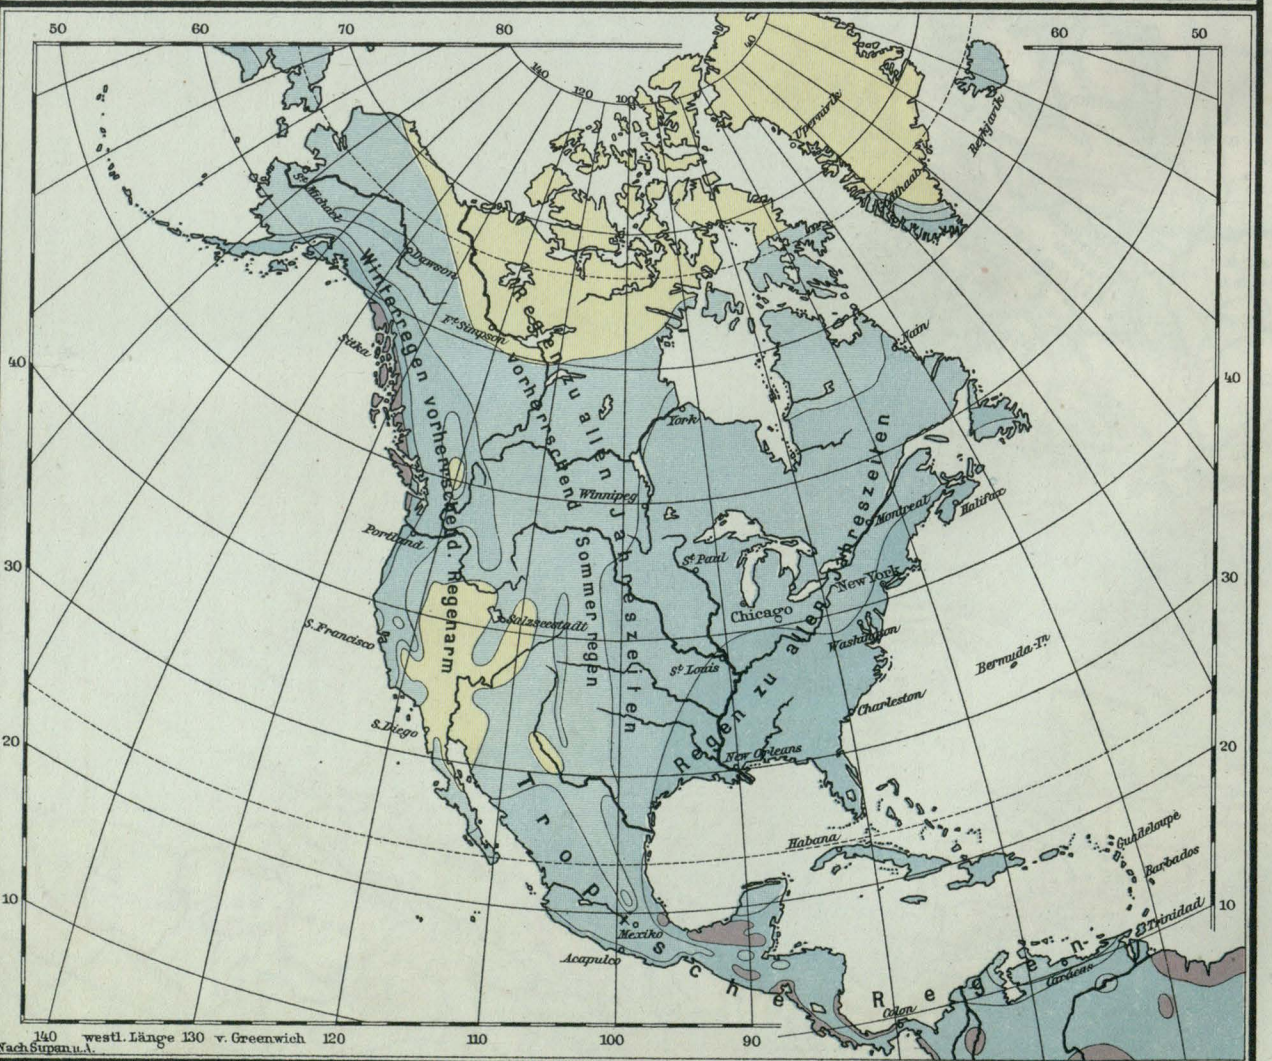 50 60 70 80 60 50
140 120 100 40
Upernivik
Reykjavik
St Michael
Dawson
Ft Simpson
Sitka
Nain
York
Winnipeg
Montreal
Halifax
Portland
St Paul
New York
Chicago
Salzseestadt
S. Francisco
Washington
Bermuda-In
St Louis
Charleston
S. Diego
New Orleans
Habana
Guadeloupe
Barbados
Trinidad
Mexiko
Acapulco
Colon
Caracas
Winterregen vorherrschend. Regenarm
Regen zu allen Jahreszeiten
vorherrschend Sommerregen
Regen zu allen Jahreszeiten
Tropische Regen
40 40
30 30
20 20
10 10
140 westl. Länge 130 v. Greenwich 120 110 100 90
Nach Supan u. A.